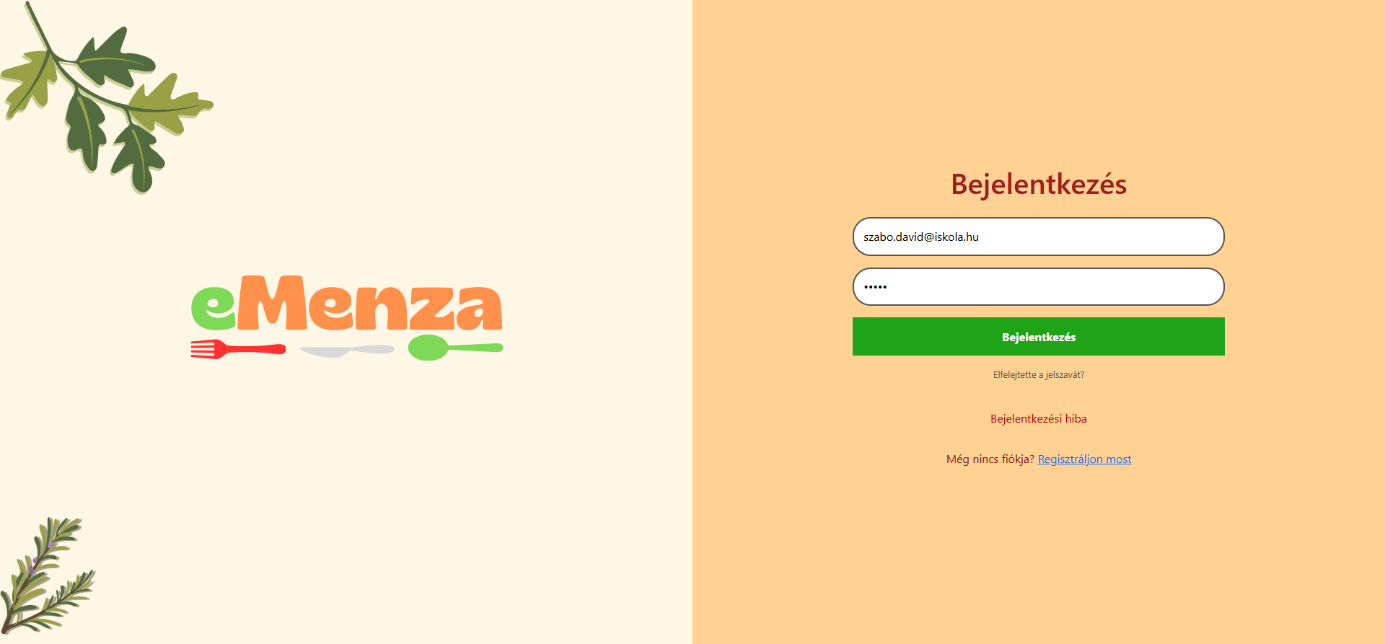 eMenza
Bejelentkezés
szabo.david@iskola.hu
•••••
Bejelentkezés
Elfelejtette a jelszavát?
Bejelentkezési hiba
Még nincs fiókja? Regisztráljon most